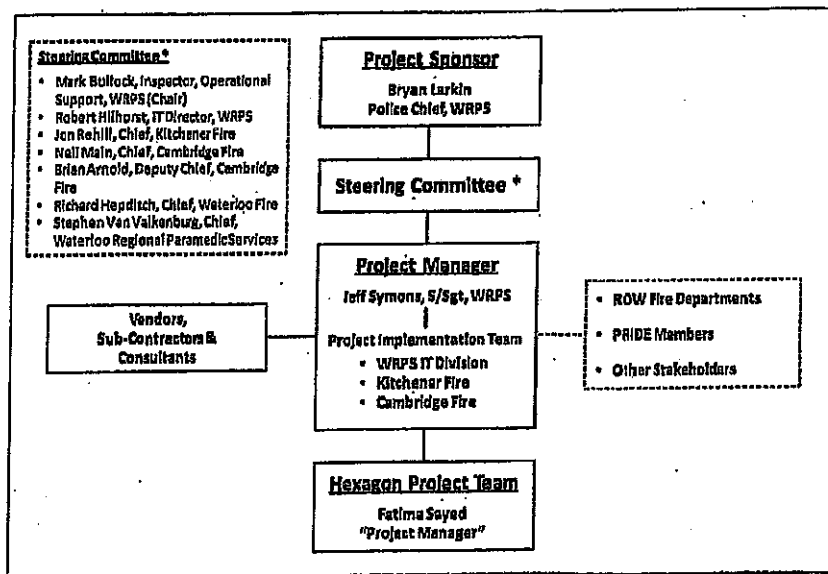 Steering Committee*
• Mark Bullock, Inspector, Operational
Support, WRPS (Chair)
• Robert Hilhorst, IT Director, WRPS
• Jon Rehill, Chief, Kitchener Fire
• Neil Main, Chief, Cambridge Fire
• Brian Arnold, Deputy Chief, Cambridge
Fire
• Richard Hepditch, Chief, Waterloo Fire
• Stephen Van Valkenburg, Chief,
Waterloo Regional Paramedic Services
Project Sponsor
Bryan Larkin
Police Chief, WRPS
Steering Committee *
Project Manager
Jeff Symons, S/Sgt, WRPS
Project Implementation Team
• WRPS IT Division
• Kitchener Fire
• Cambridge Fire
Vendors,
Sub-Contractors &
Consultants
• ROW Fire Departments
• PRIDE Members
• Other Stakeholders
Hexagon Project Team
Fatima Sayed
"Project Manager"